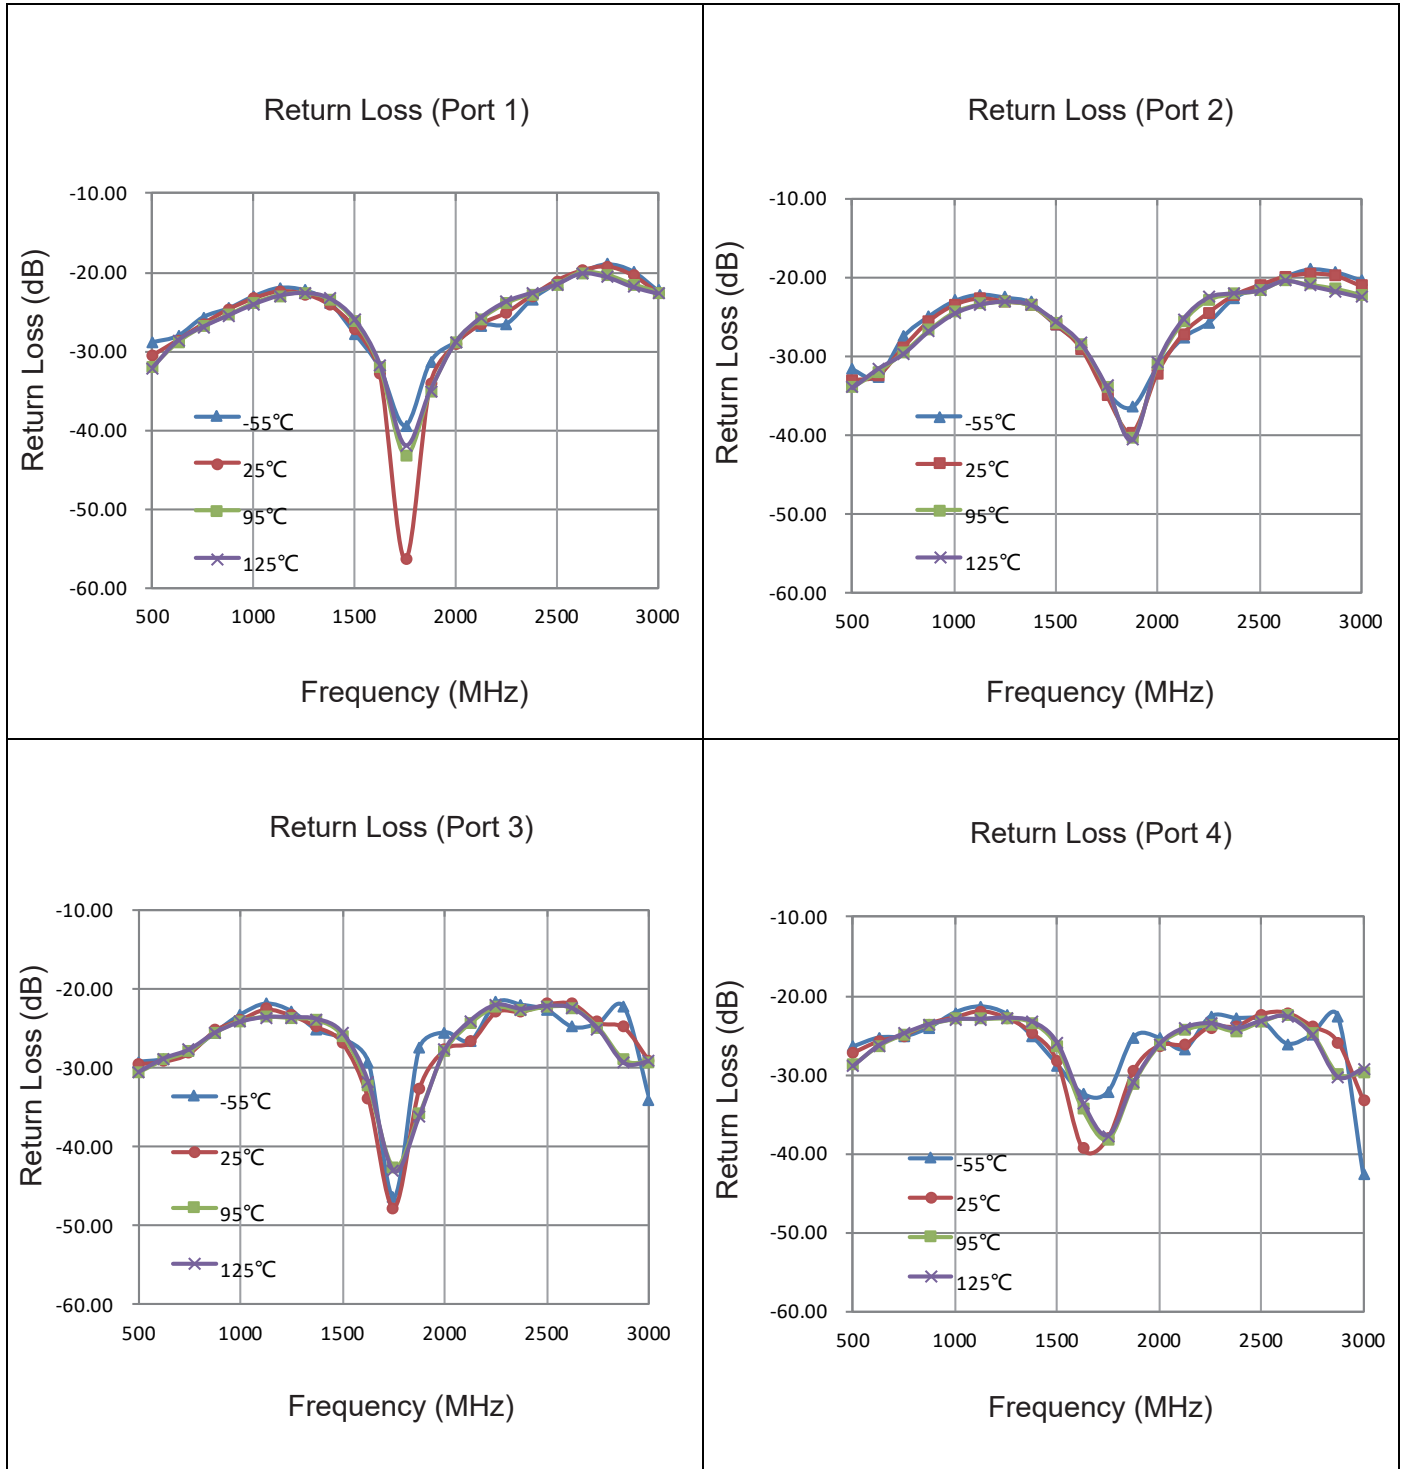 Return Loss (Port 1)
Return Loss (dB)
-10.00
-20.00
-30.00
-40.00
-50.00
-60.00
-55℃
25℃
95℃
125℃
500 1000 1500 2000 2500 3000
Frequency (MHz)
Return Loss (Port 2)
Return Loss (dB)
-10.00
-20.00
-30.00
-40.00
-50.00
-60.00
-55℃
25℃
95℃
125℃
500 1000 1500 2000 2500 3000
Frequency (MHz)
Return Loss (Port 3)
Return Loss (dB)
-10.00
-20.00
-30.00
-40.00
-50.00
-60.00
-55℃
25℃
95℃
125℃
500 1000 1500 2000 2500 3000
Frequency (MHz)
Return Loss (Port 4)
Return Loss (dB)
-10.00
-20.00
-30.00
-40.00
-50.00
-60.00
-55℃
25℃
95℃
125℃
500 1000 1500 2000 2500 3000
Frequency (MHz)